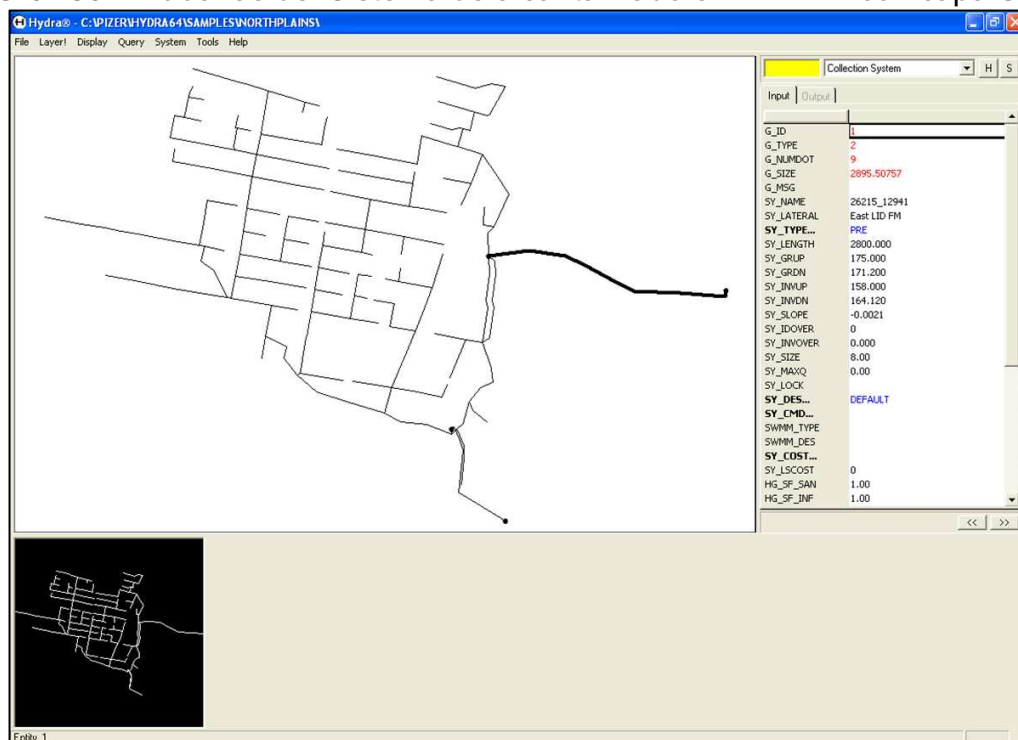 Hydra® - C:\PIZER\HYDRA64\SAMPLES\NORTHPLAINS\
File Layer! Display Query System Tools Help
Collection System H S
Input Output
G_ID 1
G_TYPE 2
G_NUMDOT 9
G_SIZE 2895.50757
G_MSG
SY_NAME 26215_12941
SY_LATERAL East LID FM
SY_TYPE... PRE
SY_LENGTH 2800.000
SY_GRUP 175.000
SY_GRDN 171.200
SY_INVUP 158.000
SY_INVDN 164.120
SY_SLOPE -0.0021
SY_IDOVER 0
SY_INVOVER 0.000
SY_SIZE 8.00
SY_MAXQ 0.00
SY_LOCK
SY_DES... DEFAULT
SY_CMD...
SWMM_TYPE
SWMM_DES
SY_COST...
SY_LSCOST 0
HG_SF_SAN 1.00
HG_SF_INF 1.00
<< >>
Entity 1